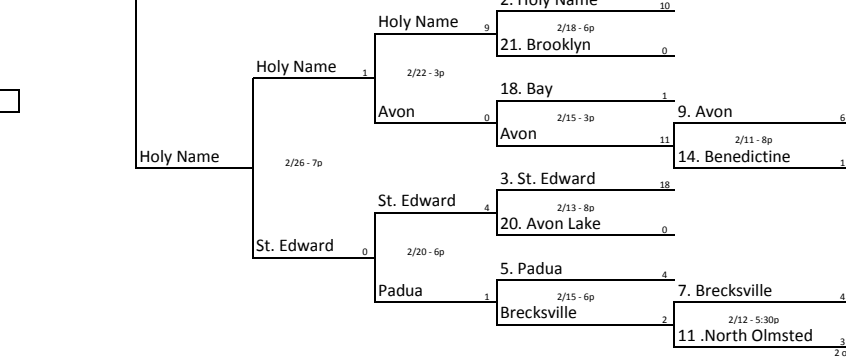 2. Holy Name 10
Holy Name 9
2/18 - 6p
21. Brooklyn 0
Holy Name 1
2/22 - 3p
18. Bay 1
Avon 0
2/15 - 3p
9. Avon 6
Avon 11
2/11 - 8p
14. Benedictine 1
Holy Name
2/26 - 7p
3. St. Edward 18
St. Edward 4
2/13 - 8p
20. Avon Lake 0
St. Edward 0
2/20 - 6p
5. Padua 4
Padua 1
2/15 - 6p
7. Brecksville 4
Brecksville 2
2/12 - 5:30p
11 .North Olmsted 3
2